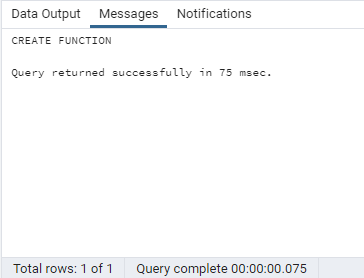 Data Output Messages Notifications
CREATE FUNCTION
Query returned successfully in 75 msec.
Total rows: 1 of 1 Query complete 00:00:00.075